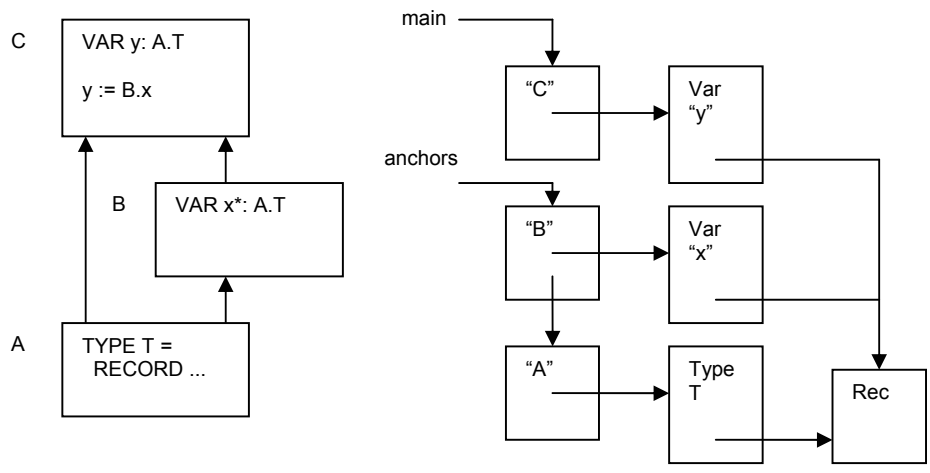 C
VAR y: A.T
y := B.x
B
VAR x*: A.T
A
TYPE T =
RECORD ...
main
“C”
Var
“y”
anchors
“B”
Var
“x”
“A”
Type
T
Rec